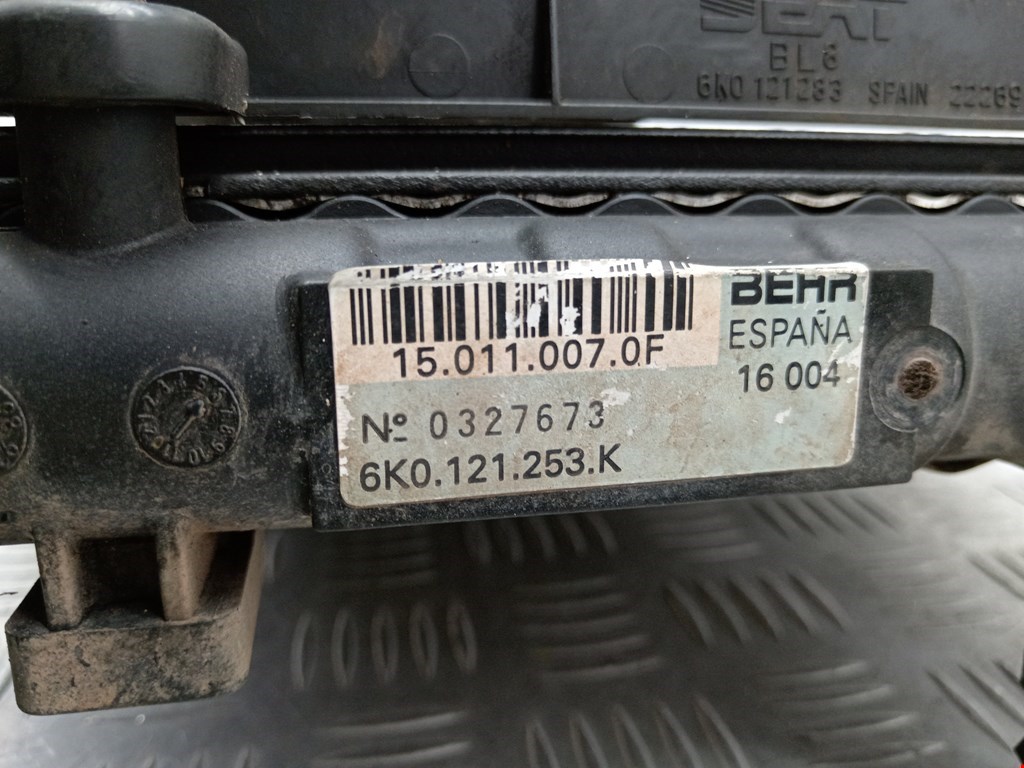 SEAT
BL8
6K0 121283 SPAIN 22269
BEHR
ESPAÑA
16 004
15.011.007.0F
Nº 0327673
6K0.121.253.K